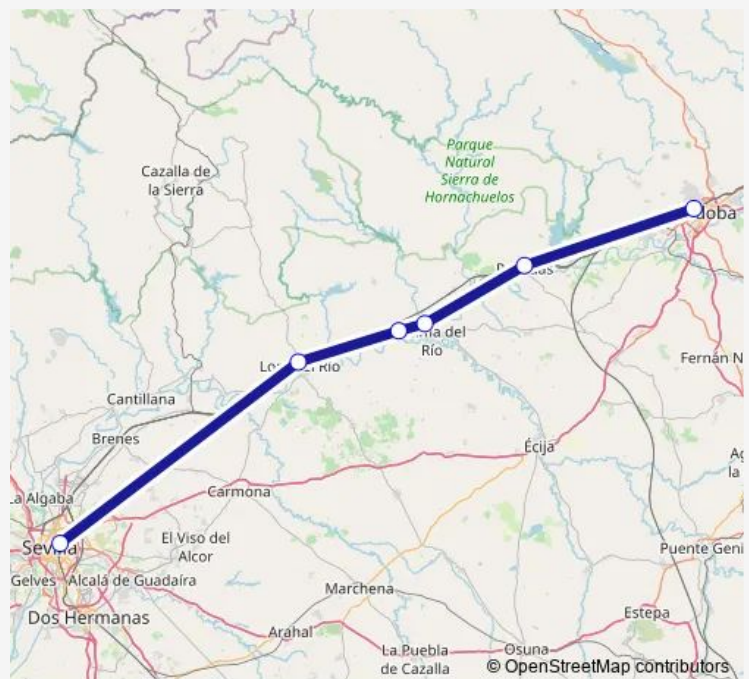 Parque
Natural
Sierra de
Hornachuelos
Cazalla de
la Sierra
Río
Fernán N
Cantillana
Brenes
Écija
La Algaba
Carmona
El Viso del
Alcor
Puente Geni
Gelves
Alcalá de Guadaíra
Marchena
Dos Hermanas
Estepa
Arahal
La Puebla
de Cazalla
Osuna
© OpenStreetMap contributors